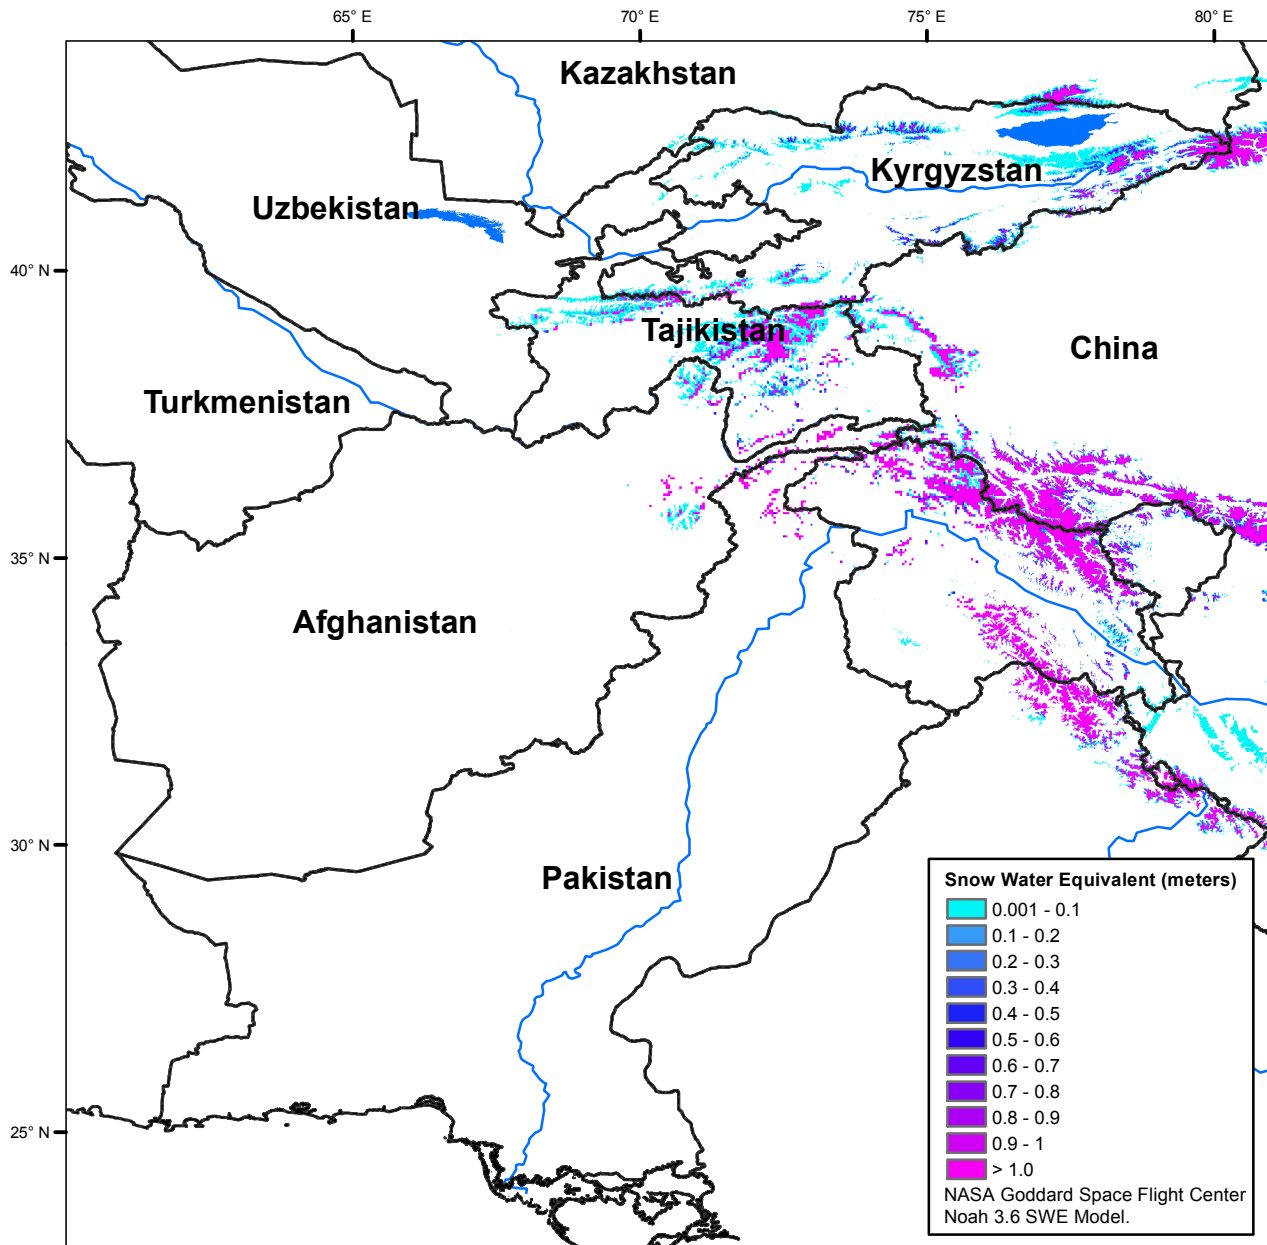 65° E
70° E
75° E
80° E
Kazakhstan
Kyrgyzstan
Uzbekistan
40° N
Tajikistan
China
Turkmenistan
35° N
Afghanistan
30° N
Pakistan
25° N
Snow Water Equivalent (meters)
0.001 - 0.1
0.1 - 0.2
0.2 - 0.3
0.3 - 0.4
0.4 - 0.5
0.5 - 0.6
0.6 - 0.7
0.7 - 0.8
0.8 - 0.9
0.9 - 1
> 1.0
NASA Goddard Space Flight Center
Noah 3.6 SWE Model.